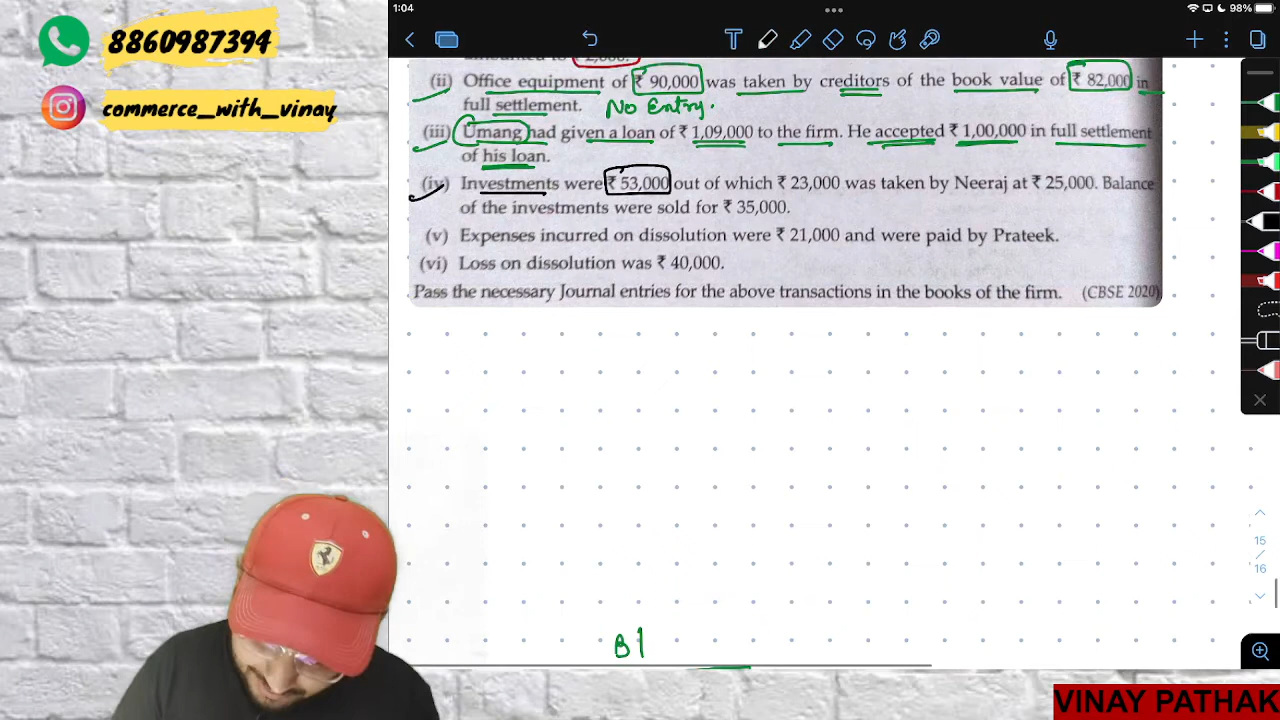 1:04
98%
8860987394
commerce_with_vinay
(ii) Office equipment of ₹ 90,000 was taken by creditors of the book value of ₹ 82,000 in
full settlement. No Entry.
(iii) Umang had given a loan of ₹ 1,09,000 to the firm. He accepted ₹ 1,00,000 in full settlement
of his loan.
(iv) Investments were ₹ 53,000 out of which ₹ 23,000 was taken by Neeraj at ₹ 25,000. Balance
of the investments were sold for ₹ 35,000.
(v) Expenses incurred on dissolution were ₹ 21,000 and were paid by Prateek.
(vi) Loss on dissolution was ₹ 40,000.
Pass the necessary Journal entries for the above transactions in the books of the firm. (CBSE 2020)
15
/
16
VINAY PATHAK